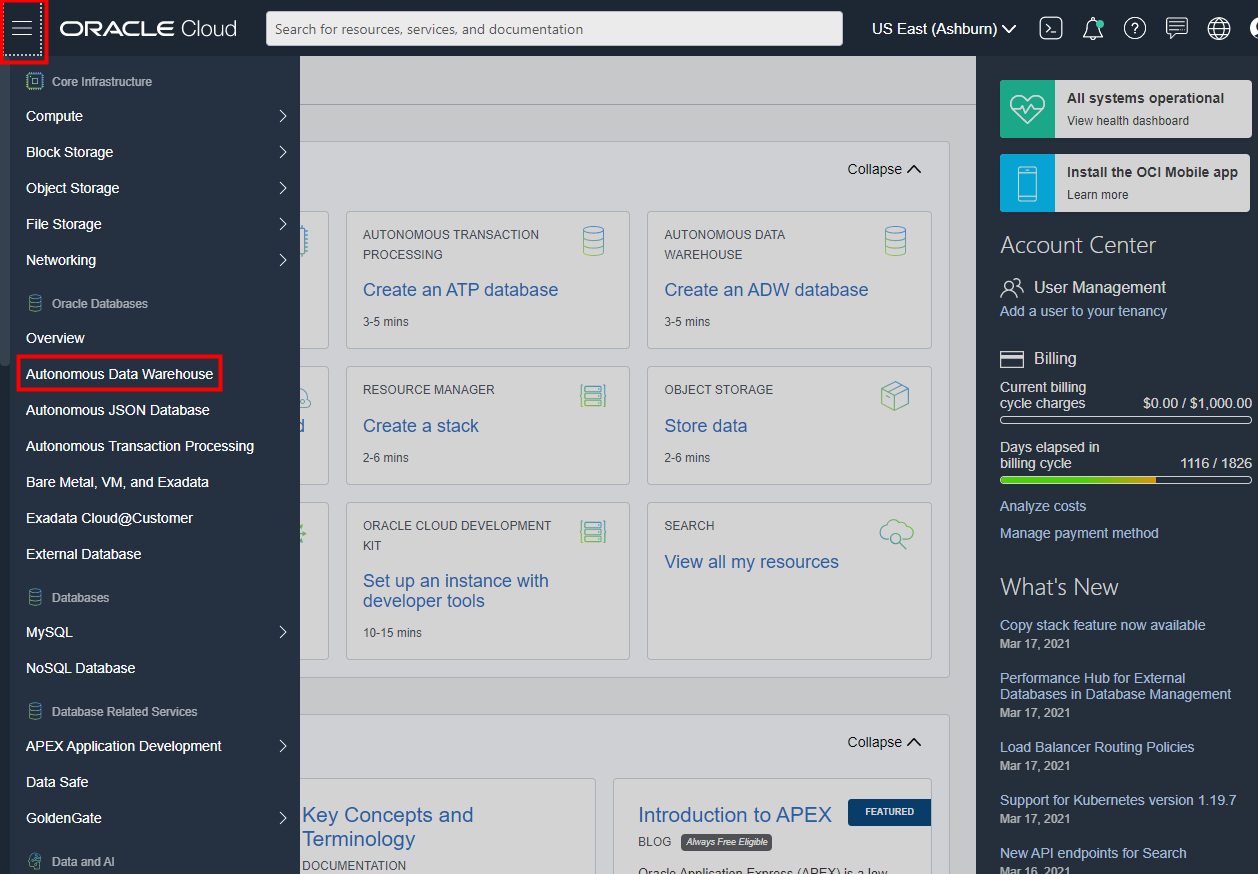 ORACLE Cloud
Search for resources, services, and documentation
US East (Ashburn)
Core Infrastructure
Compute
Block Storage
Object Storage
File Storage
Networking
Oracle Databases
Overview
Autonomous Data Warehouse
Autonomous JSON Database
Autonomous Transaction Processing
Bare Metal, VM, and Exadata
Exadata Cloud@Customer
External Database
Databases
MySQL
NoSQL Database
Database Related Services
APEX Application Development
Data Safe
GoldenGate
Data and AI
Collapse
AUTONOMOUS TRANSACTION
PROCESSING
Create an ATP database
3-5 mins
AUTONOMOUS DATA
WAREHOUSE
Create an ADW database
3-5 mins
d
RESOURCE MANAGER
Create a stack
2-6 mins
OBJECT STORAGE
Store data
2-6 mins
ORACLE CLOUD DEVELOPMENT
KIT
Set up an instance with
developer tools
10-15 mins
SEARCH
View all my resources
Collapse
Key Concepts and
Terminology
DOCUMENTATION
Introduction to APEX
FEATURED
BLOG Always Free Eligible
Oracle Application Express (APEX) is a low
All systems operational
View health dashboard
Install the OCI Mobile app
Learn more
Account Center
User Management
Add a user to your tenancy
Billing
Current billing
cycle charges $0.00 / $1,000.00
Days elapsed in
billing cycle 1116 / 1826
Analyze costs
Manage payment method
What's New
Copy stack feature now available
Mar 17, 2021
Performance Hub for External
Databases in Database Management
Mar 17, 2021
Load Balancer Routing Policies
Mar 17, 2021
Support for Kubernetes version 1.19.7
Mar 17, 2021
New API endpoints for Search
Mar 16, 2021